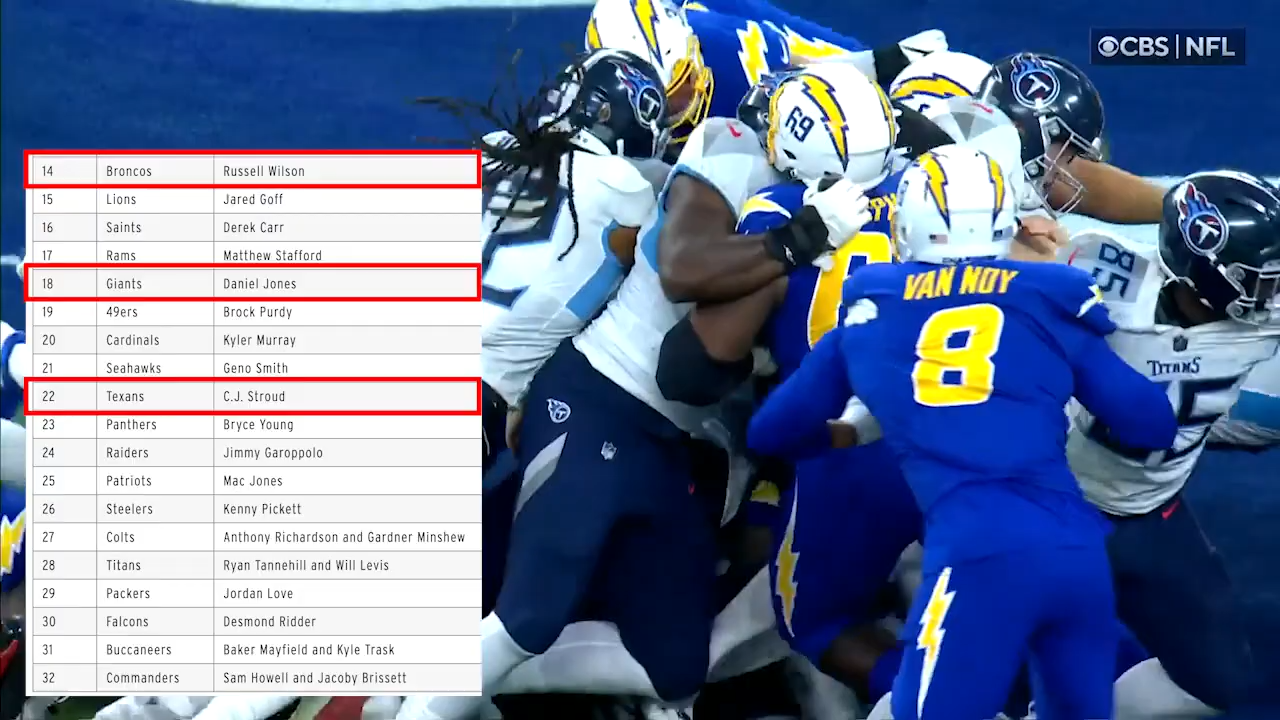 CBS | NFL
14 Broncos Russell Wilson
15 Lions Jared Goff
16 Saints Derek Carr
17 Rams Matthew Stafford
18 Giants Daniel Jones
19 49ers Brock Purdy
20 Cardinals Kyler Murray
21 Seahawks Geno Smith
22 Texans C.J. Stroud
23 Panthers Bryce Young
24 Raiders Jimmy Garoppolo
25 Patriots Mac Jones
26 Steelers Kenny Pickett
27 Colts Anthony Richardson and Gardner Minshew
28 Titans Ryan Tannehill and Will Levis
29 Packers Jordan Love
30 Falcons Desmond Ridder
31 Buccaneers Baker Mayfield and Kyle Trask
32 Commanders Sam Howell and Jacoby Brissett
69
VAN NOY
8
85
TITANS